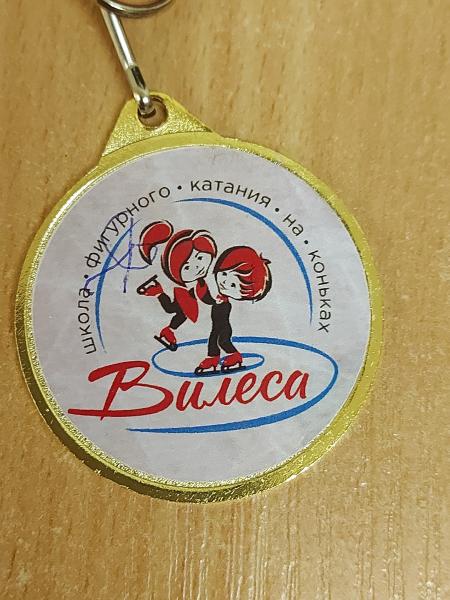 школа • фигурного • катания • на • коньках
Вилеса